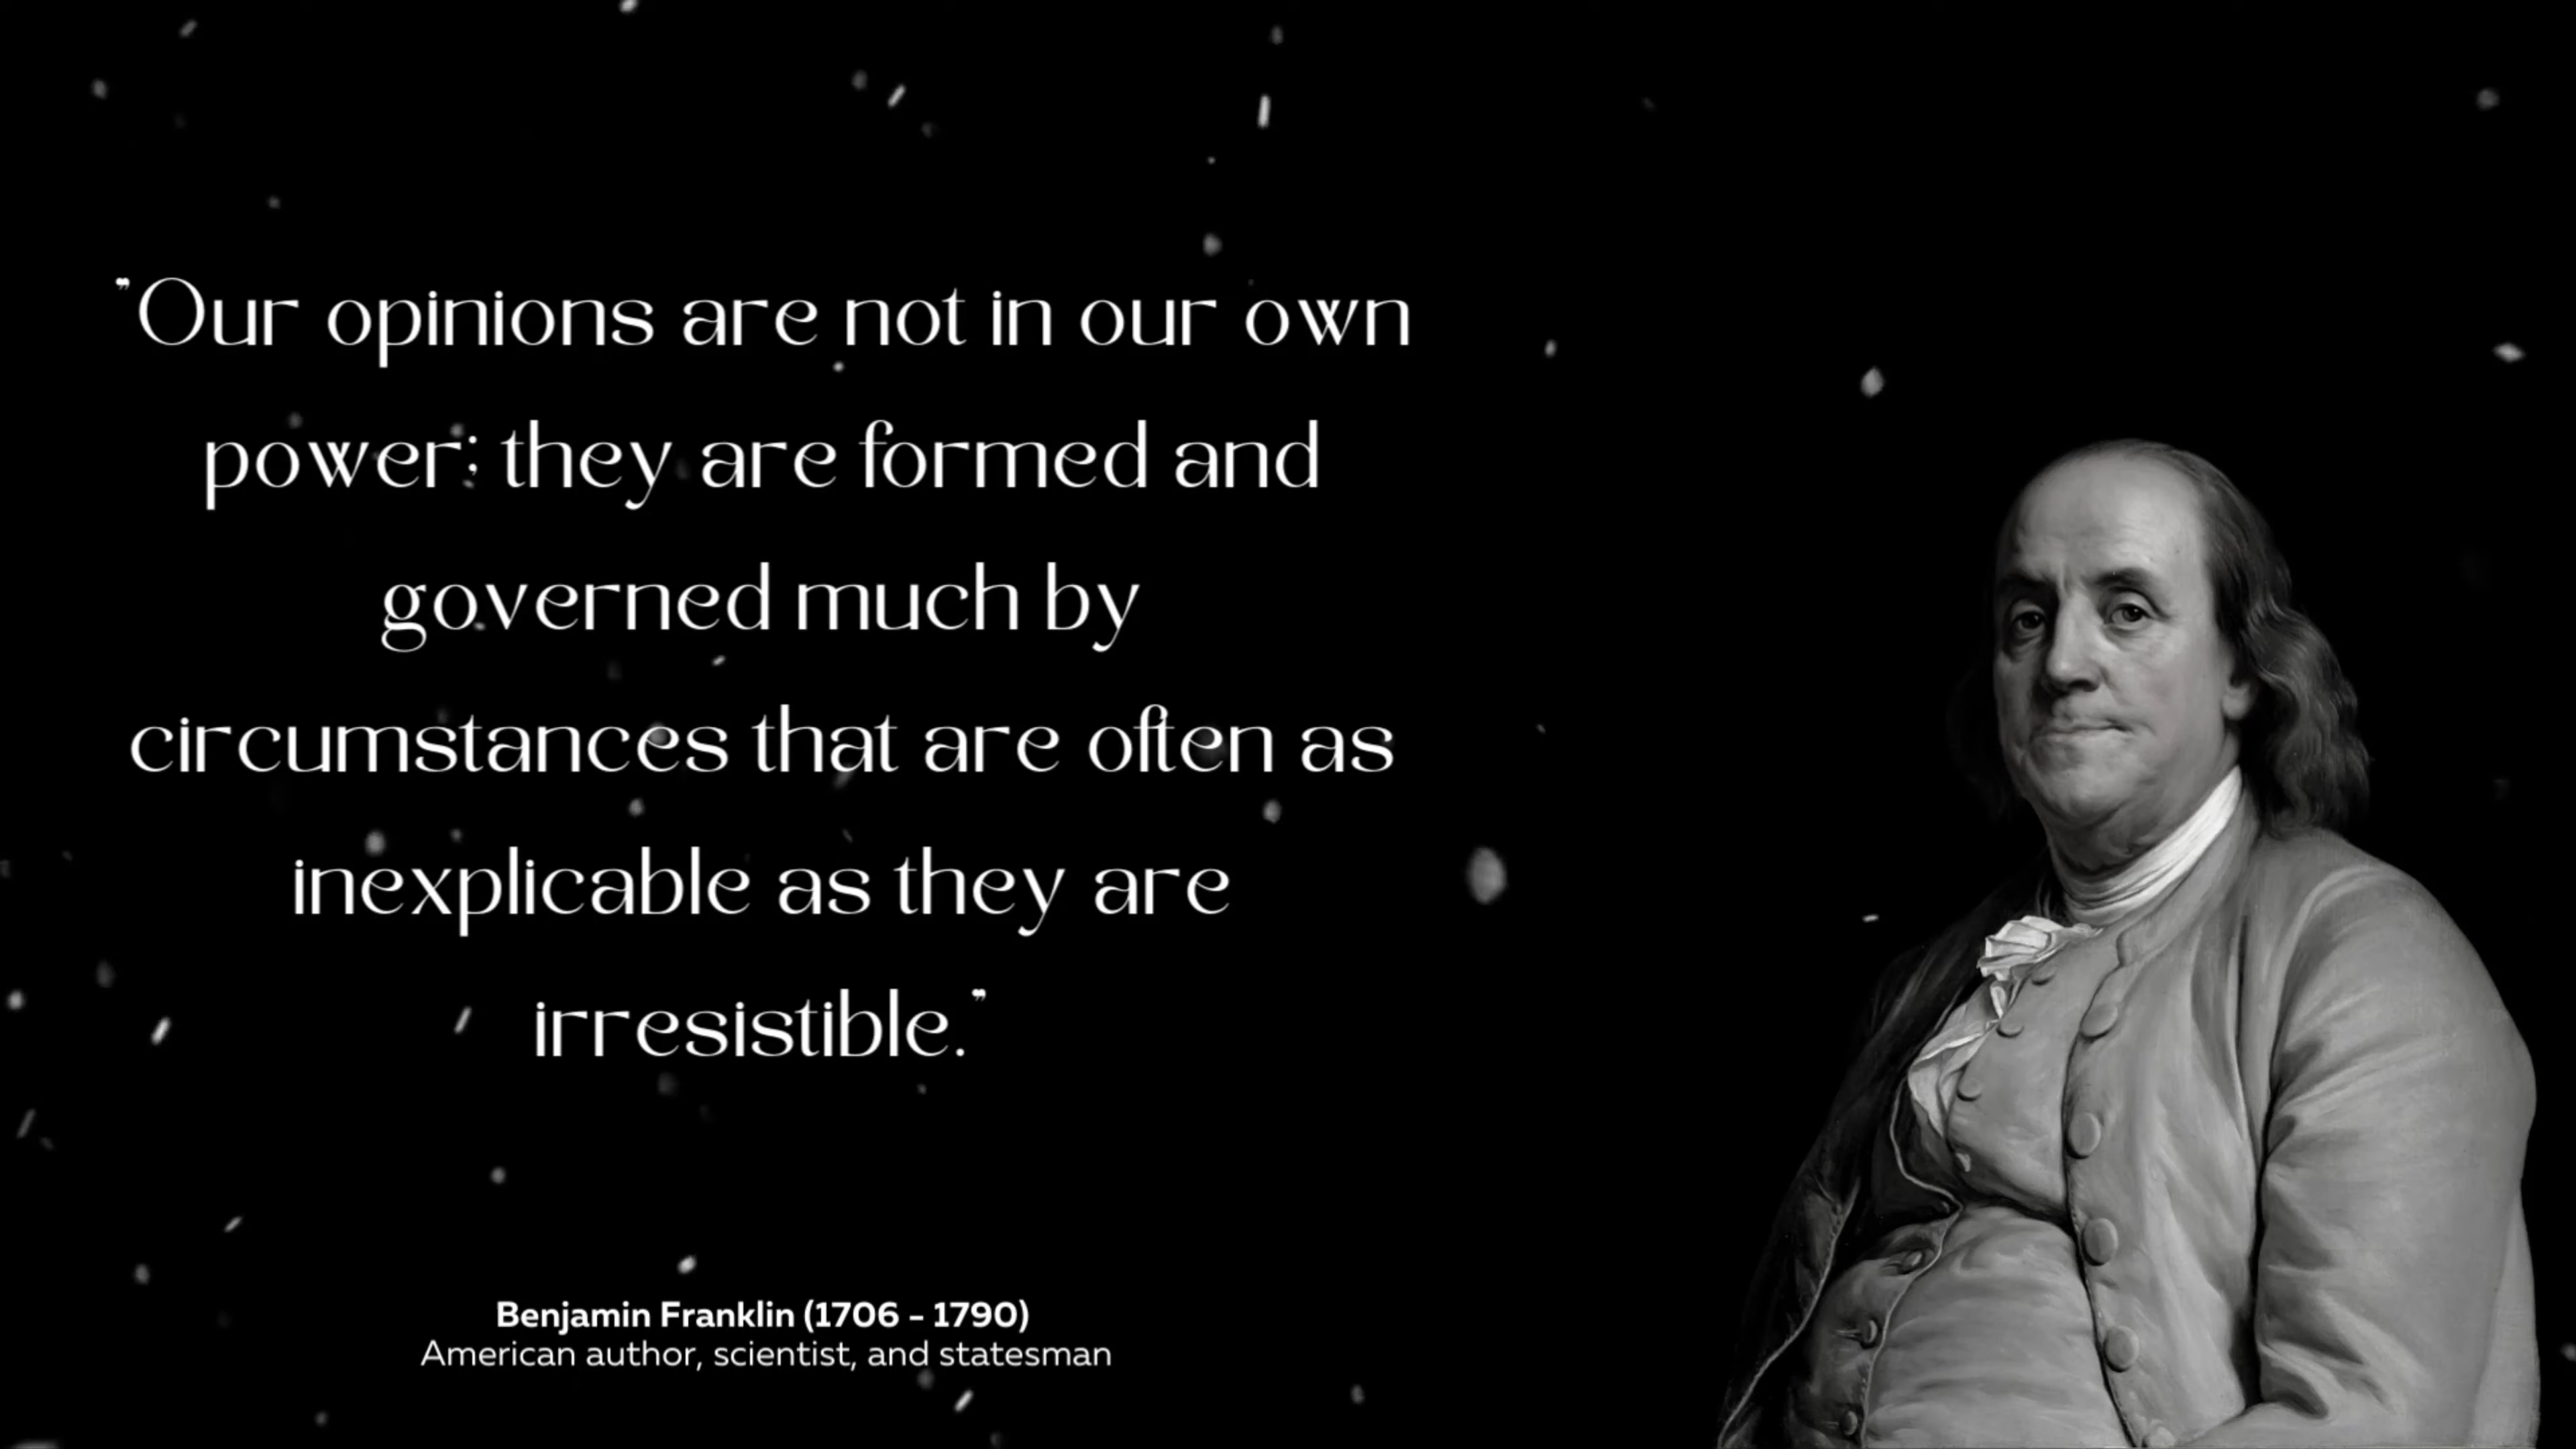 "Our opinions are not in our own
power; they are formed and
governed much by
circumstances that are often as
inexplicable as they are
irresistible."
Benjamin Franklin (1706 - 1790)
American author, scientist, and statesman